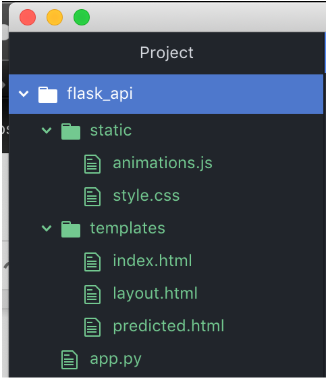 Project
flask_api
static
animations.js
style.css
templates
index.html
layout.html
predicted.html
app.py